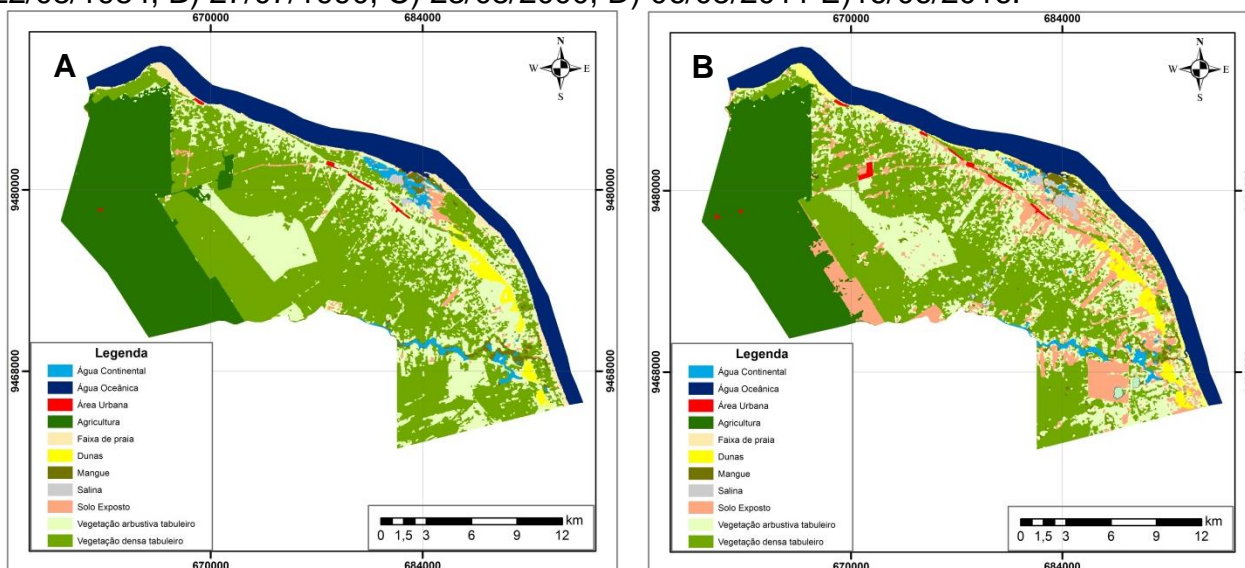 B) C) D)
670000 684000
A
N
W E
S
9480000
9468000
Legenda
Água Continental
Água Oceânica
Área Urbana
Agricultura
Faixa de praia
Dunas
Mangue
Salina
Solo Exposto
Vegetação arbustiva tabuleiro
Vegetação densa tabuleiro
km
0 1,5 3 6 9 12
670000 684000
670000 684000
B
N
W E
S
9480000
9468000
Legenda
Água Continental
Água Oceânica
Área Urbana
Agricultura
Faixa de praia
Dunas
Mangue
Salina
Solo Exposto
Vegetação arbustiva tabuleiro
Vegetação densa tabuleiro
km
0 1,5 3 6 9 12
670000 684000